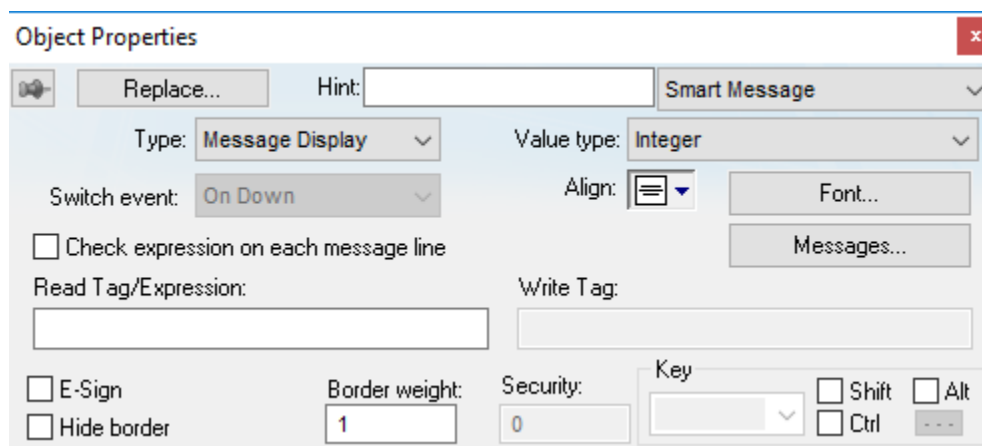 Object Properties
x
Replace... Hint: Smart Message
Type: Message Display Value type: Integer
Switch event: On Down Align: Font...
Check expression on each message line Messages...
Read Tag/Expression: Write Tag:
E-Sign Border weight: Security: Key Shift Alt
Hide border 1 0 Ctrl ...